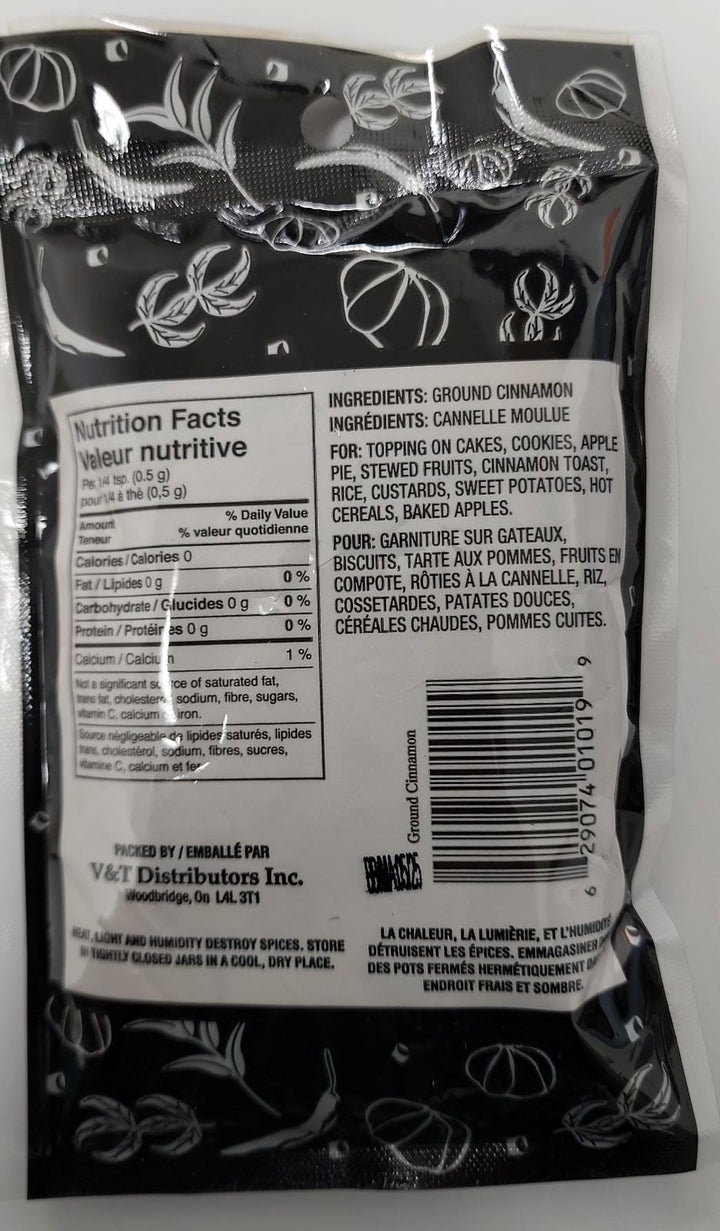 Nutrition Facts
Valeur nutritive
Per 1/4 tsp. (0.5 g)
pour 1/4 à thé (0,5 g)
Amount
Teneur
% Daily Value
% valeur quotidienne
Calories / Calories 0
Fat / Lipides 0 g 0 %
Carbohydrate / Glucides 0 g 0 %
Protein / Protéines 0 g 0 %
Calcium / Calcium 1 %
Not a significant source of saturated fat,
trans fat, cholesterol, sodium, fibre, sugars,
vitamin C, calcium iron.
Source négligeable de lipides saturés, lipides
trans, cholestérol, sodium, fibres, sucres,
vitamine C, calcium et fer
INGREDIENTS: GROUND CINNAMON
INGRÉDIENTS: CANNELLE MOULUE
FOR: TOPPING ON CAKES, COOKIES, APPLE
PIE, STEWED FRUITS, CINNAMON TOAST,
RICE, CUSTARDS, SWEET POTATOES, HOT
CEREALS, BAKED APPLES.
POUR: GARNITURE SUR GATEAUX,
BISCUITS, TARTE AUX POMMES, FRUITS EN
COMPOTE, RÔTIES À LA CANNELLE, RIZ,
COSSETARDES, PATATES DOUCES,
CÉRÉALES CHAUDES, POMMES CUITES.
Ground Cinnamon
6 29074 01019 9
PACKED BY / EMBALLÉ PAR
V&T Distributors Inc.
Woodbridge, On L4L 3T1
HEAT, LIGHT AND HUMIDITY DESTROY SPICES. STORE
IN TIGHTLY CLOSED JARS IN A COOL, DRY PLACE.
LA CHALEUR, LA LUMIÈRIE, ET L'HUMIDITÉ
DÉTRUISENT LES ÉPICES. EMMAGASINER
DES POTS FERMÉS HERMÉTIQUEMENT
ENDROIT FRAIS ET SOMBRE.